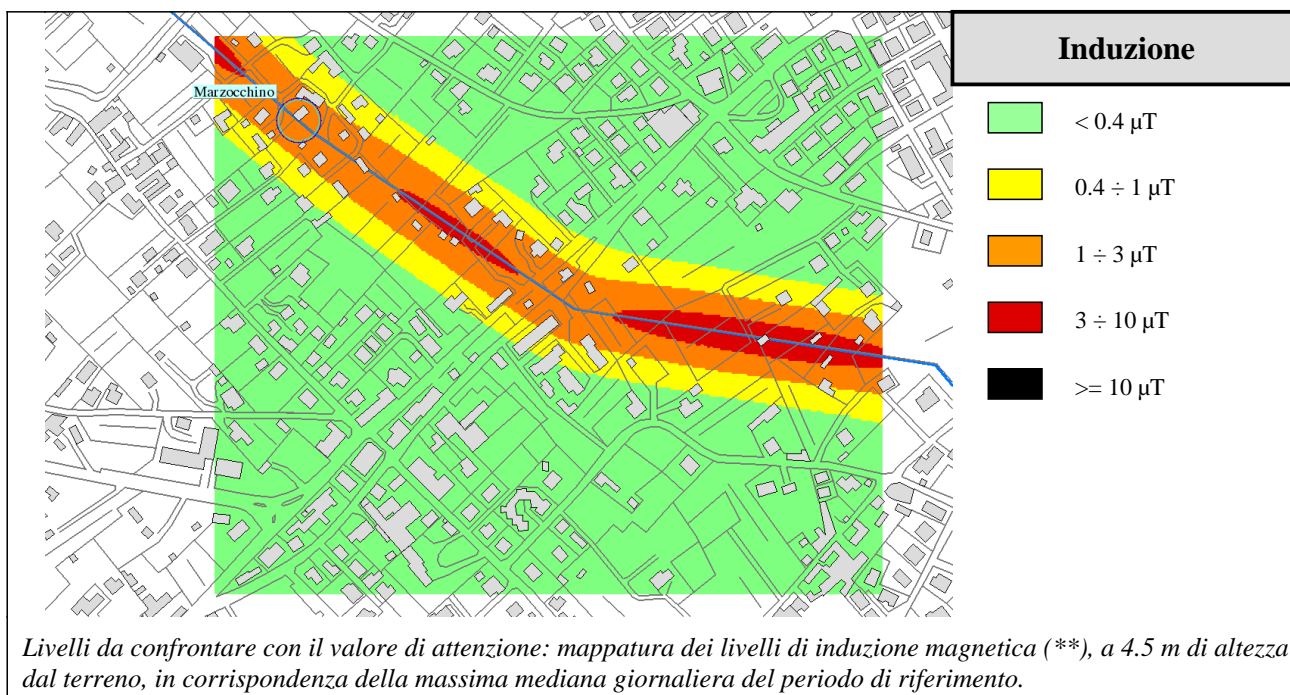 Induzione
Marzocchino
< 0.4 µT
0.4 ÷ 1 µT
1 ÷ 3 µT
3 ÷ 10 µT
>= 10 µT
Livelli da confrontare con il valore di attenzione: mappatura dei livelli di induzione magnetica (**), a 4.5 m di altezza
dal terreno, in corrispondenza della massima mediana giornaliera del periodo di riferimento.